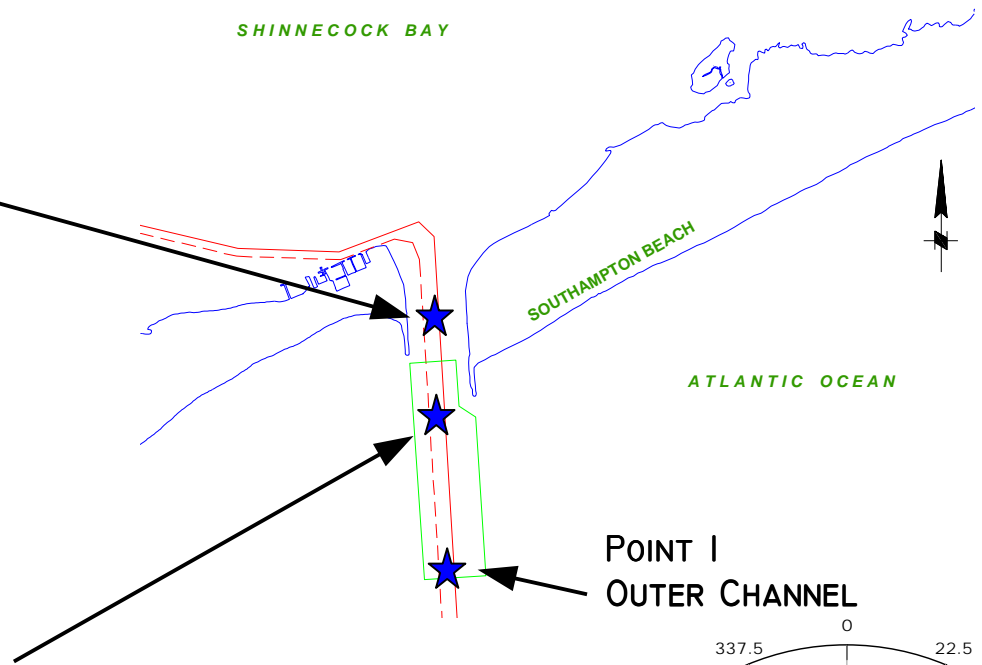 SHINNECOCK BAY
SOUTHAMPTON BEACH
ATLANTIC OCEAN
POINT 1
OUTER CHANNEL
0
337.5
22.5